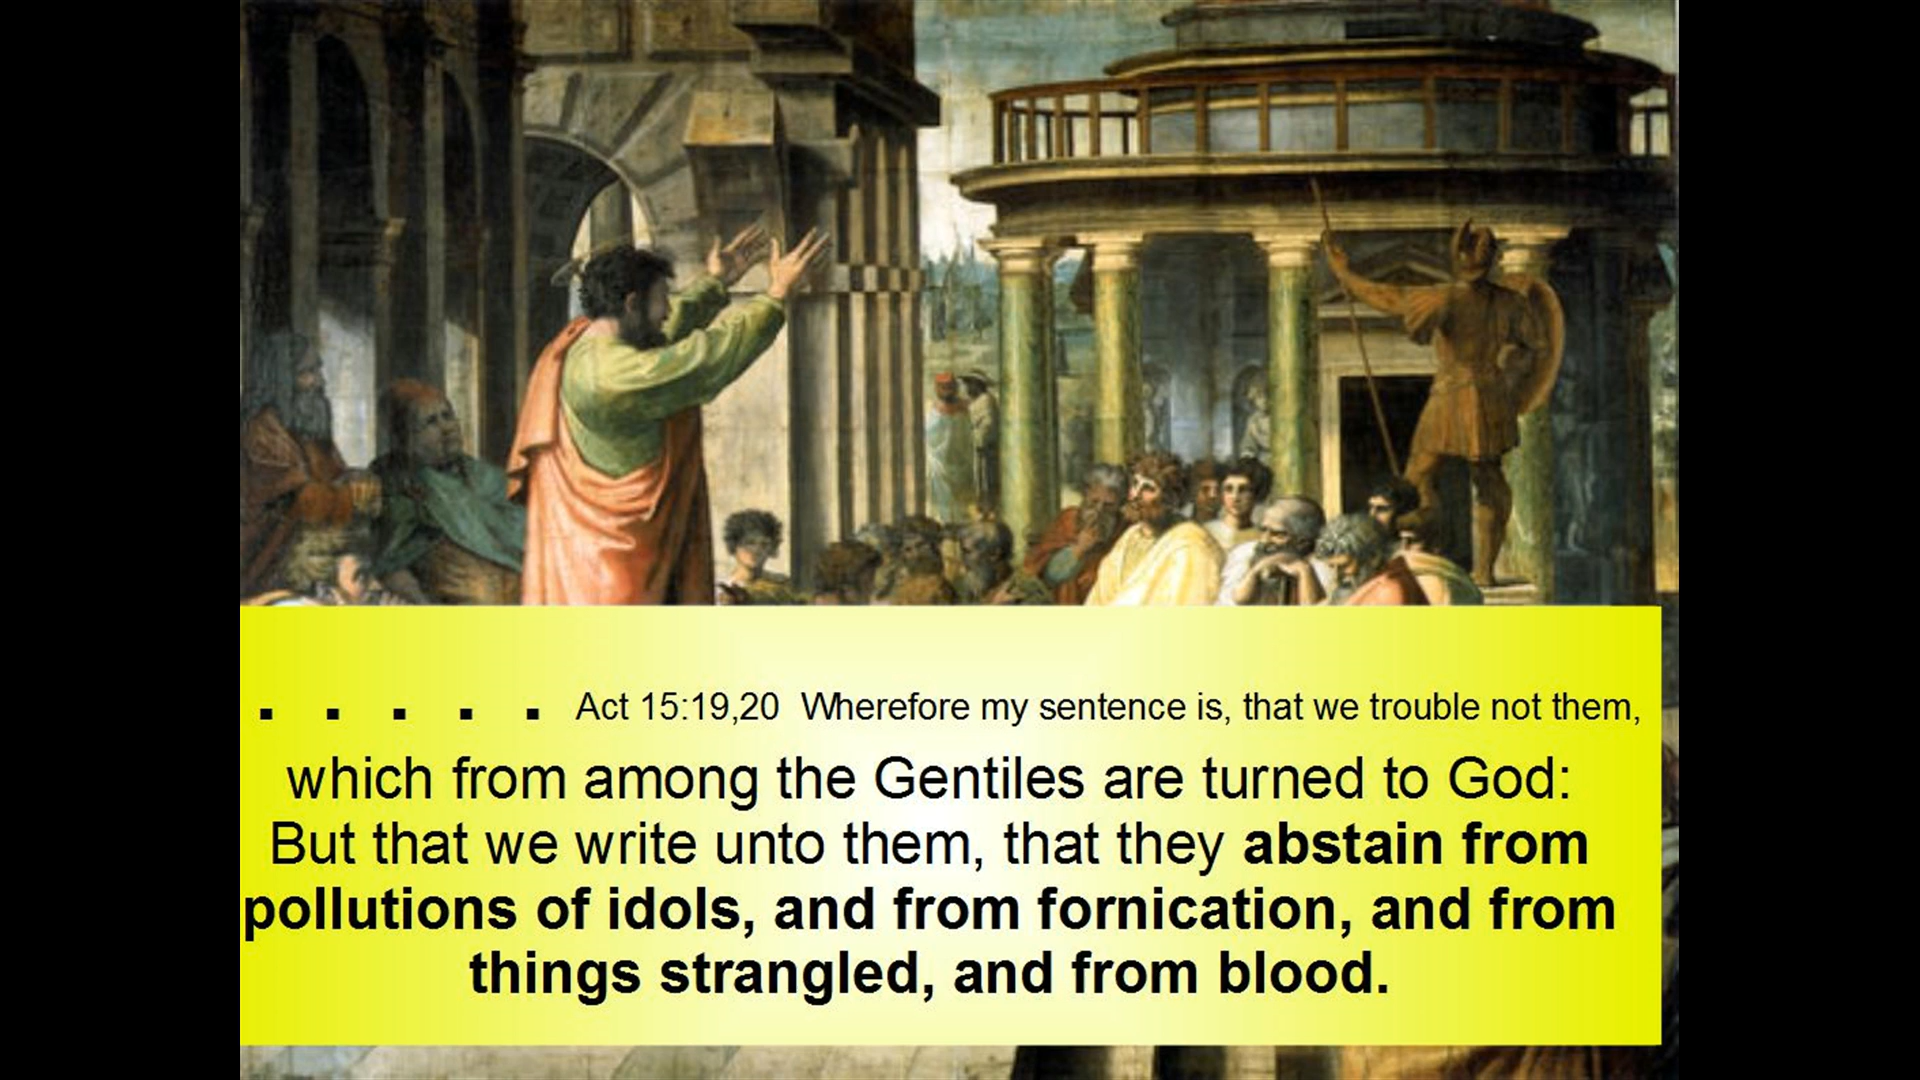 . . . . . Act 15:19,20  Wherefore my sentence is, that we trouble not them,
which from among the Gentiles are turned to God:
But that we write unto them, that they abstain from
pollutions of idols, and from fornication, and from
things strangled, and from blood.